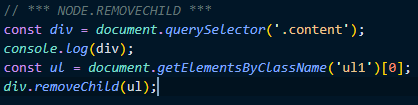 // *** NODE.REMOVECHILD ***
const div = document.querySelector('.content');
console.log(div);
const ul = document.getElementsByClassName('ul1')[0];
div.removeChild(ul);